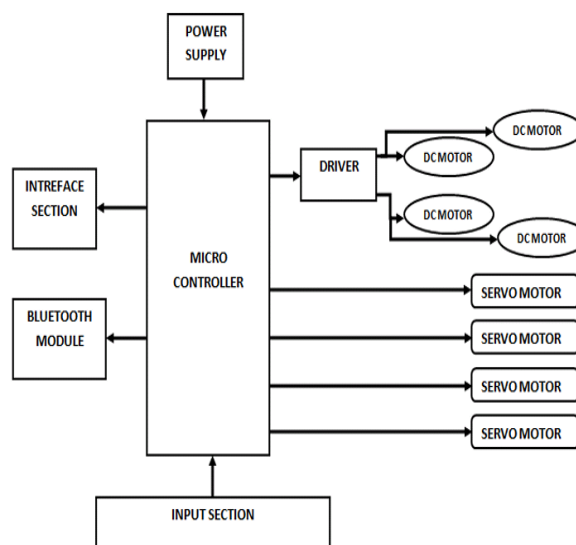 POWER
SUPPLY
DC MOTOR
DRIVER
DC MOTOR
INTREFACE
SECTION
DC MOTOR
DC MOTOR
MICRO
CONTROLLER
SERVO MOTOR
BLUETOOTH
MODULE
SERVO MOTOR
SERVO MOTOR
SERVO MOTOR
INPUT SECTION